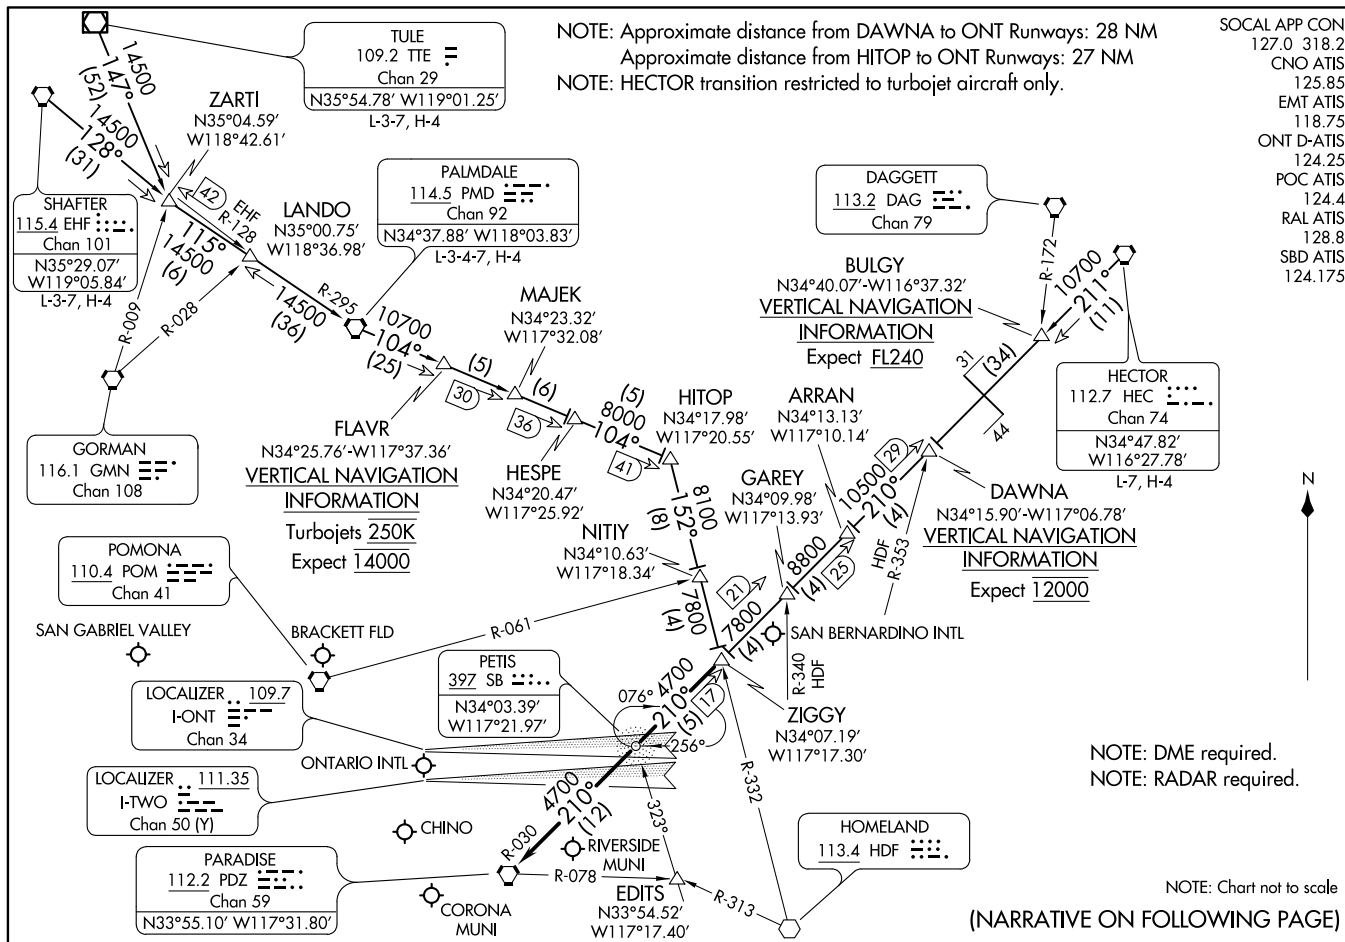 NOTE: Approximate distance from DAWNA to ONT Runways: 28 NM
Approximate distance from HITOP to ONT Runways: 27 NM
NOTE: HECTOR transition restricted to turbojet aircraft only.
SOCAL APP CON
127.0 318.2
CNO ATIS
125.85
EMT ATIS
118.75
ONT D-ATIS
124.25
POC ATIS
124.4
RAL ATIS
128.8
SBD ATIS
124.175
TULE
109.2 TTE
Chan 29
N35°54.78' W119°01.25'
L-3-7, H-4
14500
147°
(52)
14500
128°
(31)
ZARTI
N35°04.59'
W118°42.61'
SHAFTER
115.4 EHF
Chan 101
N35°29.07'
W119°05.84'
L-3-7, H-4
42
EHF
R-128
115°
14500
(6)
LANDO
N35°00.75'
W118°36.98'
PALMDALE
114.5 PMD
Chan 92
N34°37.88' W118°03.83'
L-3-4-7, H-4
R-295
14500
(36)
R-009
R-028
GORMAN
116.1 GMN
Chan 108
10700
104°
(25)
(5)
30
MAJEK
N34°23.32'
W117°32.08'
(6)
36
FLAVR
N34°25.76'-W117°37.36'
VERTICAL NAVIGATION
INFORMATION
Turbojets 250K
Expect 14000
HESPE
N34°20.47'
W117°25.92'
(5)
8000
104°
41
HITOP
N34°17.98'
W117°20.55'
8100
152°
(8)
NITIY
N34°10.63'
W117°18.34'
7800
(4)
DAGGETT
113.2 DAG
Chan 79
R-172
BULGY
N34°40.07'-W116°37.32'
VERTICAL NAVIGATION
INFORMATION
Expect FL240
10700
211°
(11)
HECTOR
112.7 HEC
Chan 74
N34°47.82'
W116°27.78'
L-7, H-4
31
(34)
44
ARRAN
N34°13.13'
W117°10.14'
GAREY
N34°09.98'
W117°13.93'
10500
210°
(4)
29
DAWNA
N34°15.90'-W117°06.78'
VERTICAL NAVIGATION
INFORMATION
Expect 12000
HDF
R-353
8800
(4)
25
21
7800
(4)
SAN BERNARDINO INTL
R-340
HDF
POMONA
110.4 POM
Chan 41
R-061
SAN GABRIEL VALLEY
BRACKETT FLD
LOCALIZER 109.7
I-ONT
Chan 34
ONTARIO INTL
LOCALIZER 111.35
I-TWO
Chan 50 (Y)
PETIS
397 SB
N34°03.39'
W117°21.97'
076°
256°
4700
210°
(5)
17
ZIGGY
N34°07.19'
W117°17.30'
R-332
4700
210°
(12)
R-030
323°
CHINO
RIVERSIDE
MUNI
PARADISE
112.2 PDZ
Chan 59
N33°55.10' W117°31.80'
R-078
CORONA
MUNI
EDITS
N33°54.52'
W117°17.40'
R-313
HOMELAND
113.4 HDF
N
NOTE: DME required.
NOTE: RADAR required.
NOTE: Chart not to scale
(NARRATIVE ON FOLLOWING PAGE)